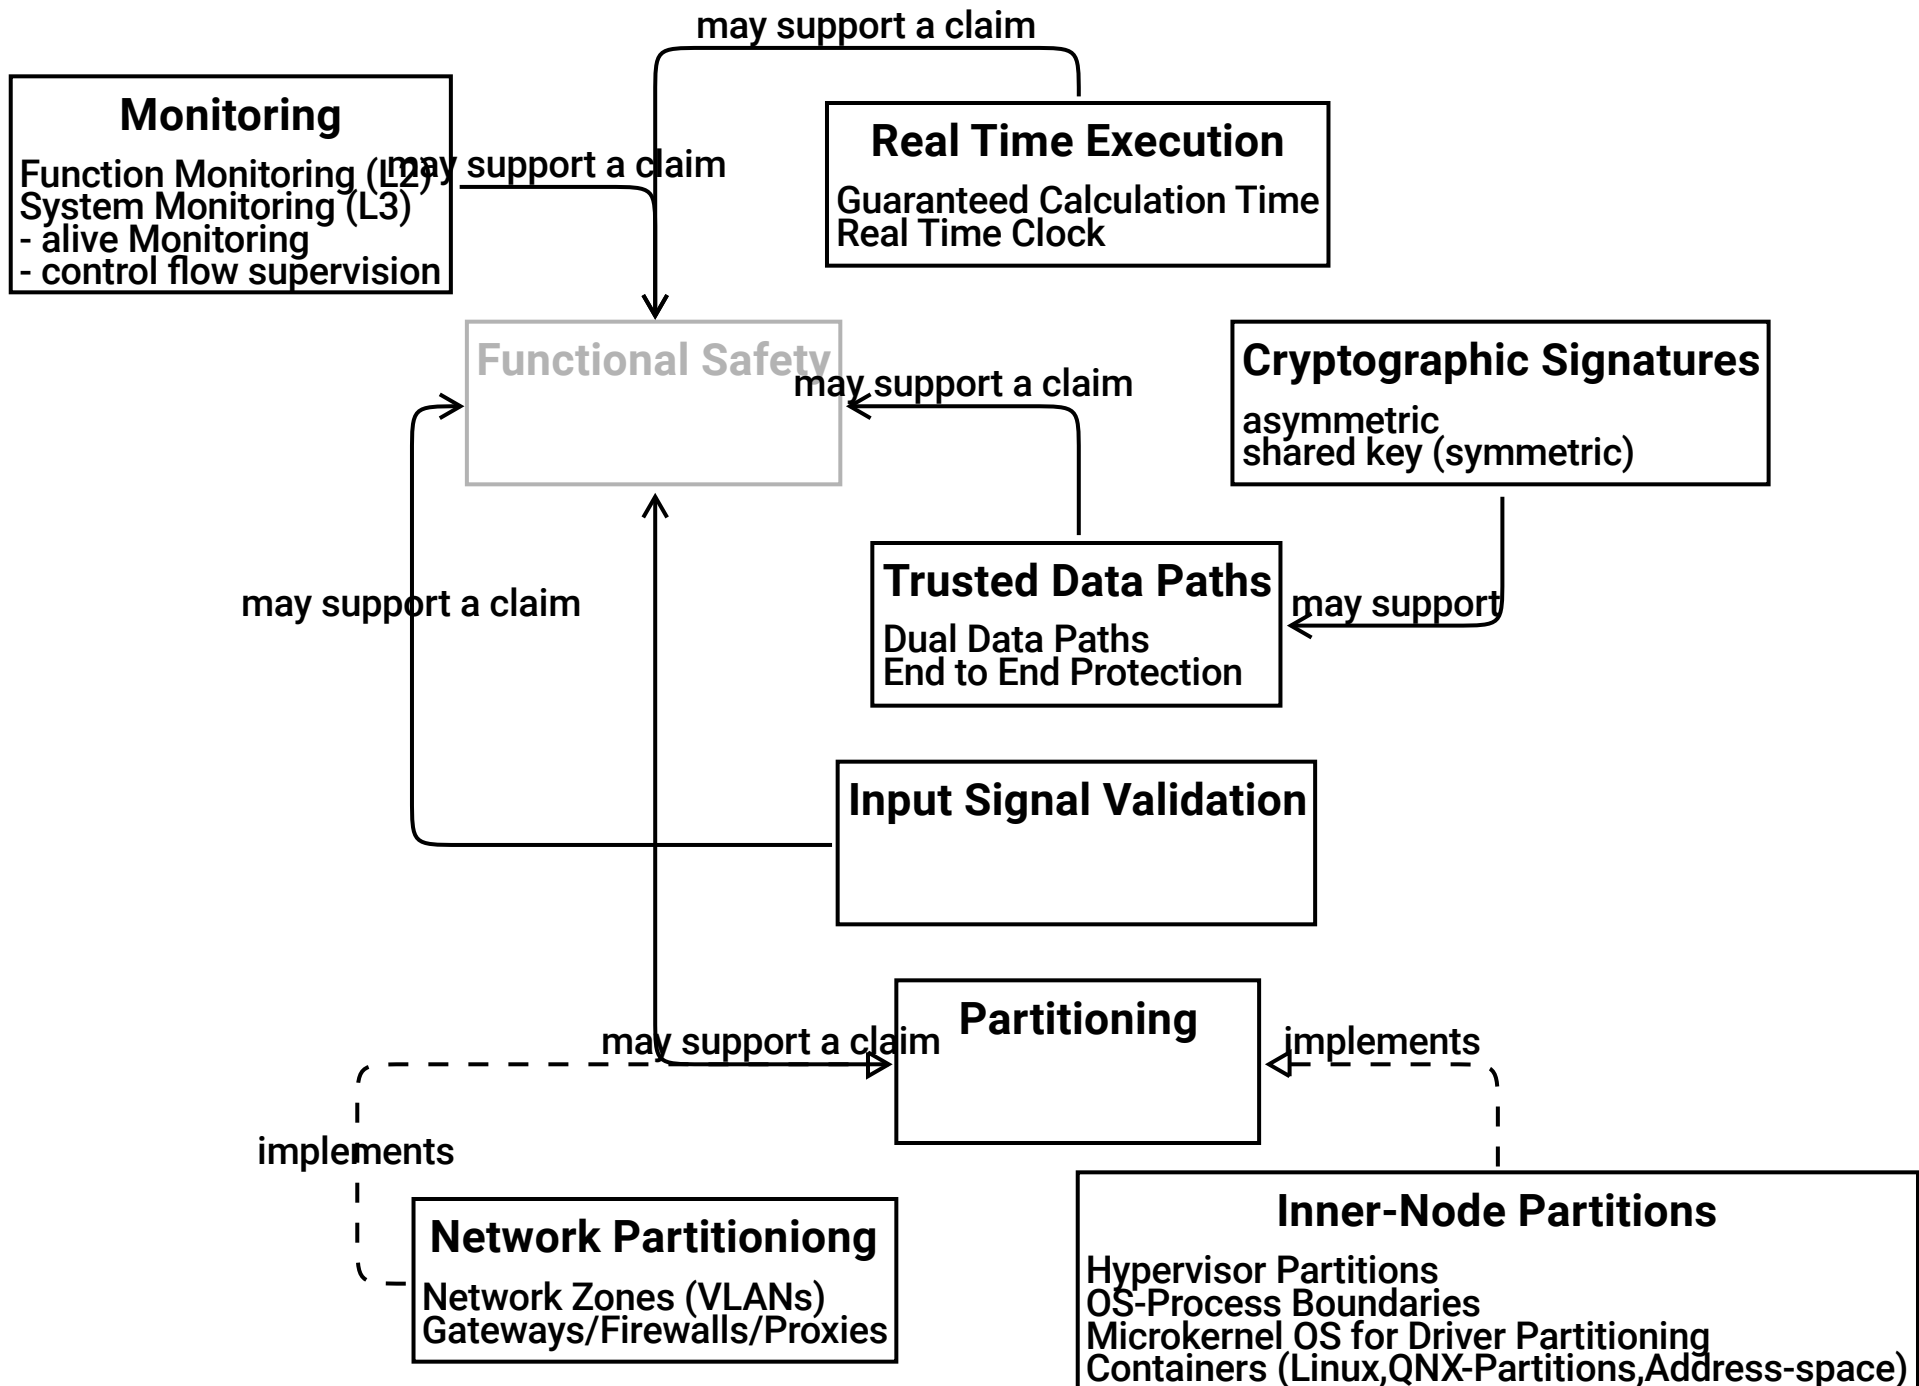 may support a claim
Monitoring
Function Monitoring (L2)
System Monitoring (L3)
- alive Monitoring
- control flow supervision
may support a claim
Real Time Execution
Guaranteed Calculation Time
Real Time Clock
Functional Safety
may support a claim
Cryptographic Signatures
asymmetric
shared key (symmetric)
may support a claim
Trusted Data Paths
Dual Data Paths
End to End Protection
may support
Input Signal Validation
Partitioning
may support a claim
implements
implements
Network Partitioniong
Network Zones (VLANs)
Gateways/Firewalls/Proxies
Inner-Node Partitions
Hypervisor Partitions
OS-Process Boundaries
Microkernel OS for Driver Partitioning
Containers (Linux,QNX-Partitions,Address-space)